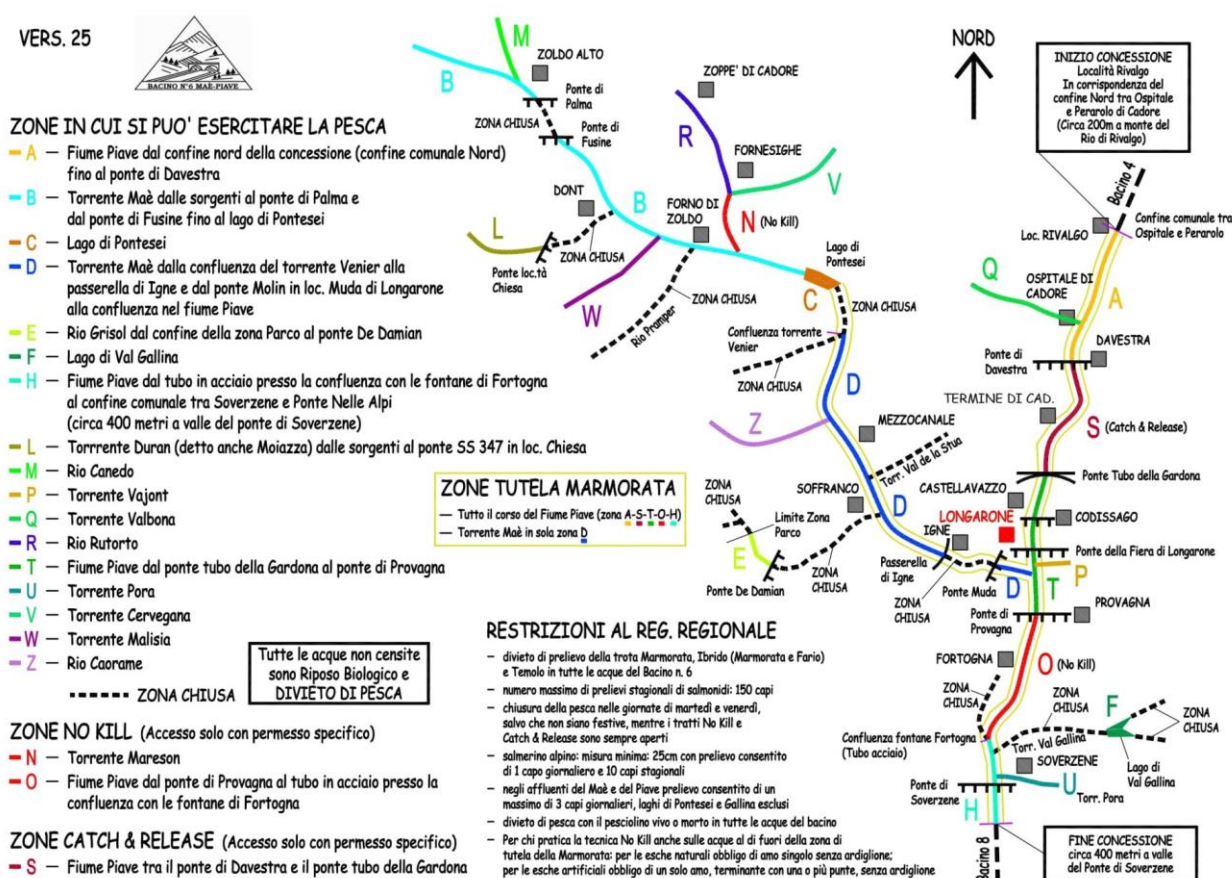 VERS. 25
BACINO N°6 MAÈ-PIAVE
ZONE IN CUI SI PUO' ESERCITARE LA PESCA
A — Fiume Piave dal confine nord della concessione (confine comunale Nord)
fino al ponte di Davestra
B — Torrente Maè dalle sorgenti al ponte di Palma e
dal ponte di Fusine fino al lago di Pontesei
C — Lago di Pontesei
D — Torrente Maè dalla confluenza del torrente Venier alla
passerella di Igne e dal ponte Molin in loc. Muda di Longarone
alla confluenza nel fiume Piave
E — Rio Grisol dal confine della zona Parco al ponte De Damian
F — Lago di Val Gallina
H — Fiume Piave dal tubo in acciaio presso la confluenza con le fontane di Fortogna
al confine comunale tra Soverzene e Ponte Nelle Alpi
(circa 400 metri a valle del ponte di Soverzene)
L — Torrrente Duran (detto anche Moiazza) dalle sorgenti al ponte SS 347 in loc. Chiesa
M — Rio Canedo
P — Torrente Vajont
Q — Torrente Valbona
R — Rio Rutorto
T — Fiume Piave dal ponte tubo della Gardona al ponte di Provagna
U — Torrente Pora
V — Torrente Cervegana
W — Torrente Malisia
Z — Rio Caorame
ZONA CHIUSA
Tutte le acque non censite
sono Riposo Biologico e
DIVIETO DI PESCA
ZONE NO KILL (Accesso solo con permesso specifico)
N — Torrente Mareson
O — Fiume Piave dal ponte di Provagna al tubo in acciaio presso la
confluenza con le fontane di Fortogna
ZONE CATCH & RELEASE (Accesso solo con permesso specifico)
S — Fiume Piave tra il ponte di Davestra e il ponte tubo della Gardona
ZONE TUTELA MARMORATA
— Tutto il corso del Fiume Piave (zona A-S-T-O-H)
— Torrente Maè in sola zona D
RESTRIZIONI AL REG. REGIONALE
– divieto di prelievo della trota Marmorata, Ibrido (Marmorata e Fario)
e Temolo in tutte le acque del Bacino n. 6
– numero massimo di prelievi stagionali di salmonidi: 150 capi
– chiusura della pesca nelle giornate di martedì e venerdì,
salvo che non siano festive, mentre i tratti No Kill e
Catch & Release sono sempre aperti
– salmerino alpino: misura minima: 25cm con prelievo consentito
di 1 capo giornaliero e 10 capi stagionali
– negli affluenti del Maè e del Piave prelievo consentito di un
massimo di 3 capi giornalieri, laghi di Pontesei e Gallina esclusi
– divieto di pesca con il pesciolino vivo o morto in tutte le acque del bacino
– Per chi pratica la tecnica No Kill anche sulle acque al di fuori della zona di
tutela della Marmorata: per le esche naturali obbligo di amo singolo senza ardiglione;
per le esche artificiali obbligo di un solo amo, terminante con una o più punte, senza ardiglione
B
M
ZOLDO ALTO
Ponte di
Palma
ZONA CHIUSA
Ponte di
Fusine
ZOPPE' DI CADORE
R
FORNESIGHE
V
DONT
B
FORNO DI
ZOLDO
N (No Kill)
L
ZONA CHIUSA
Ponte loc.tà
Chiesa
W
ZONA CHIUSA
Rio Pramper
Lago di
Pontesei
C
ZONA CHIUSA
Confluenza torrente
Venier
ZONA CHIUSA
D
Z
MEZZOCANALE
Torr. Val de la Stua
SOFFRANCO
D
ZONA
CHIUSA
Limite Zona
Parco
E
ZONA
CHIUSA
Ponte De Damian
IGNE
Passerella
di Igne
ZONA
CHIUSA
Ponte Muda
D
NORD
INIZIO CONCESSIONE
Località Rivalgo
In corrispondenza del
confine Nord tra Ospitale
e Perarolo di Cadore
(Circa 200m a monte del
Rio di Rivalgo)
Bacino 4
Confine comunale tra
Ospitale e Perarolo
Loc. RIVALGO
Q
OSPITALE DI
CADORE
A
DAVESTRA
Ponte di
Davestra
TERMINE DI CAD.
S (Catch & Release)
Ponte Tubo della Gardona
CASTELLAVAZZO
CODISSAGO
LONGARONE
Ponte della Fiera di Longarone
P
T
Ponte di
Provagna
PROVAGNA
FORTOGNA
O (No Kill)
ZONA
CHIUSA
ZONA
CHIUSA
F
ZONA
CHIUSA
Confluenza fontane Fortogna
(Tubo acciaio)
Torr. Val Gallina
Lago di
Val Gallina
SOVERZENE
Ponte di
Soverzene
U
Torr. Pora
H
Bacino 8
FINE CONCESSIONE
circa 400 metri a valle
del Ponte di Soverzene